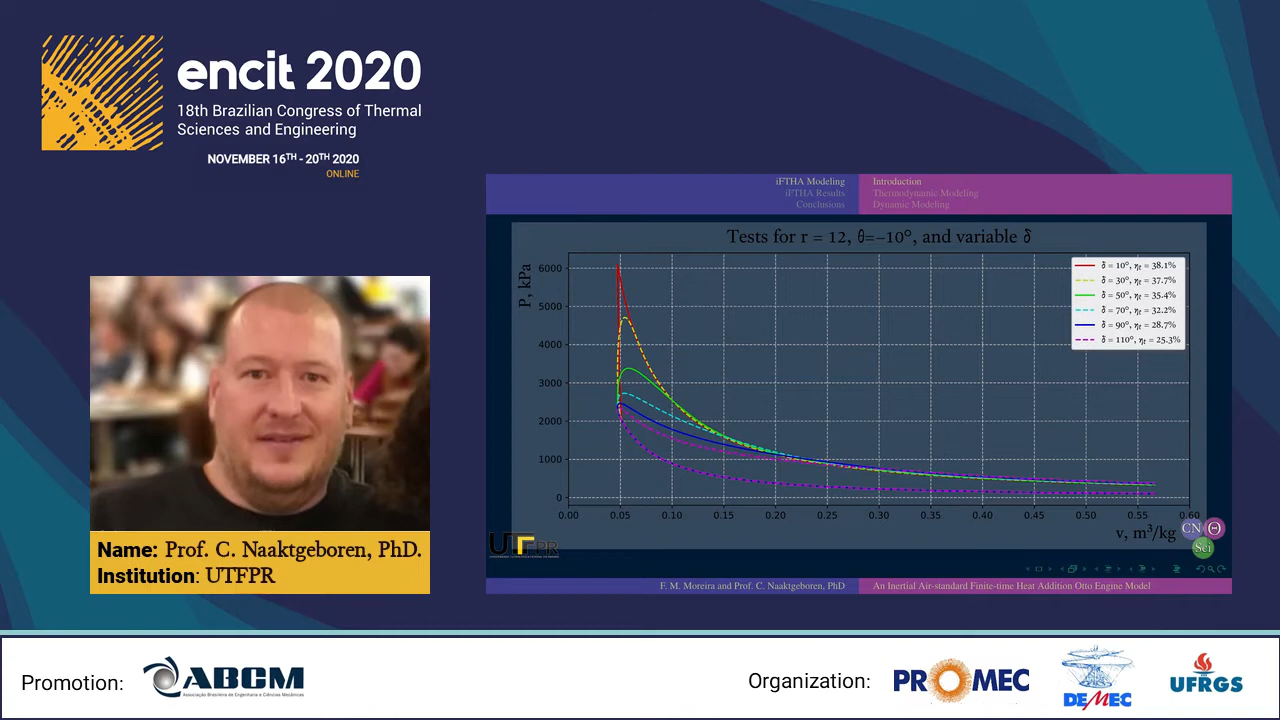 encit 2020
18th Brazilian Congress of Thermal
Sciences and Engineering
NOVEMBER 16TH - 20TH 2020
ONLINE
iFTHA Modeling
iFTHA Results
Conclusions
Introduction
Thermodynamic Modeling
Dynamic Modeling
Tests for r = 12, θ=−10°, and variable δ
P, kPa
6000
5000
4000
3000
2000
1000
0
δ = 10°, ηt = 38.1%
δ = 30°, ηt = 37.7%
δ = 50°, ηt = 35.4%
δ = 70°, ηt = 32.2%
δ = 90°, ηt = 28.7%
δ = 110°, ηt = 25.3%
0.00 0.05 0.10 0.15 0.20 0.25 0.30 0.35 0.40 0.45 0.50 0.55 0.60
v, m³/kg
CN Θ
Sci
UTFPR
F. M. Moreira and Prof. C. Naaktgeboren, PhD
An Inertial Air-standard Finite-time Heat Addition Otto Engine Model
Name: Prof. C. Naaktgeboren, PhD.
Institution: UTFPR
Promotion:
ABCM
Associação Brasileira de Engenharia e Ciências Mecânicas
Organization:
PROMEC
DEMEC
UFRGS